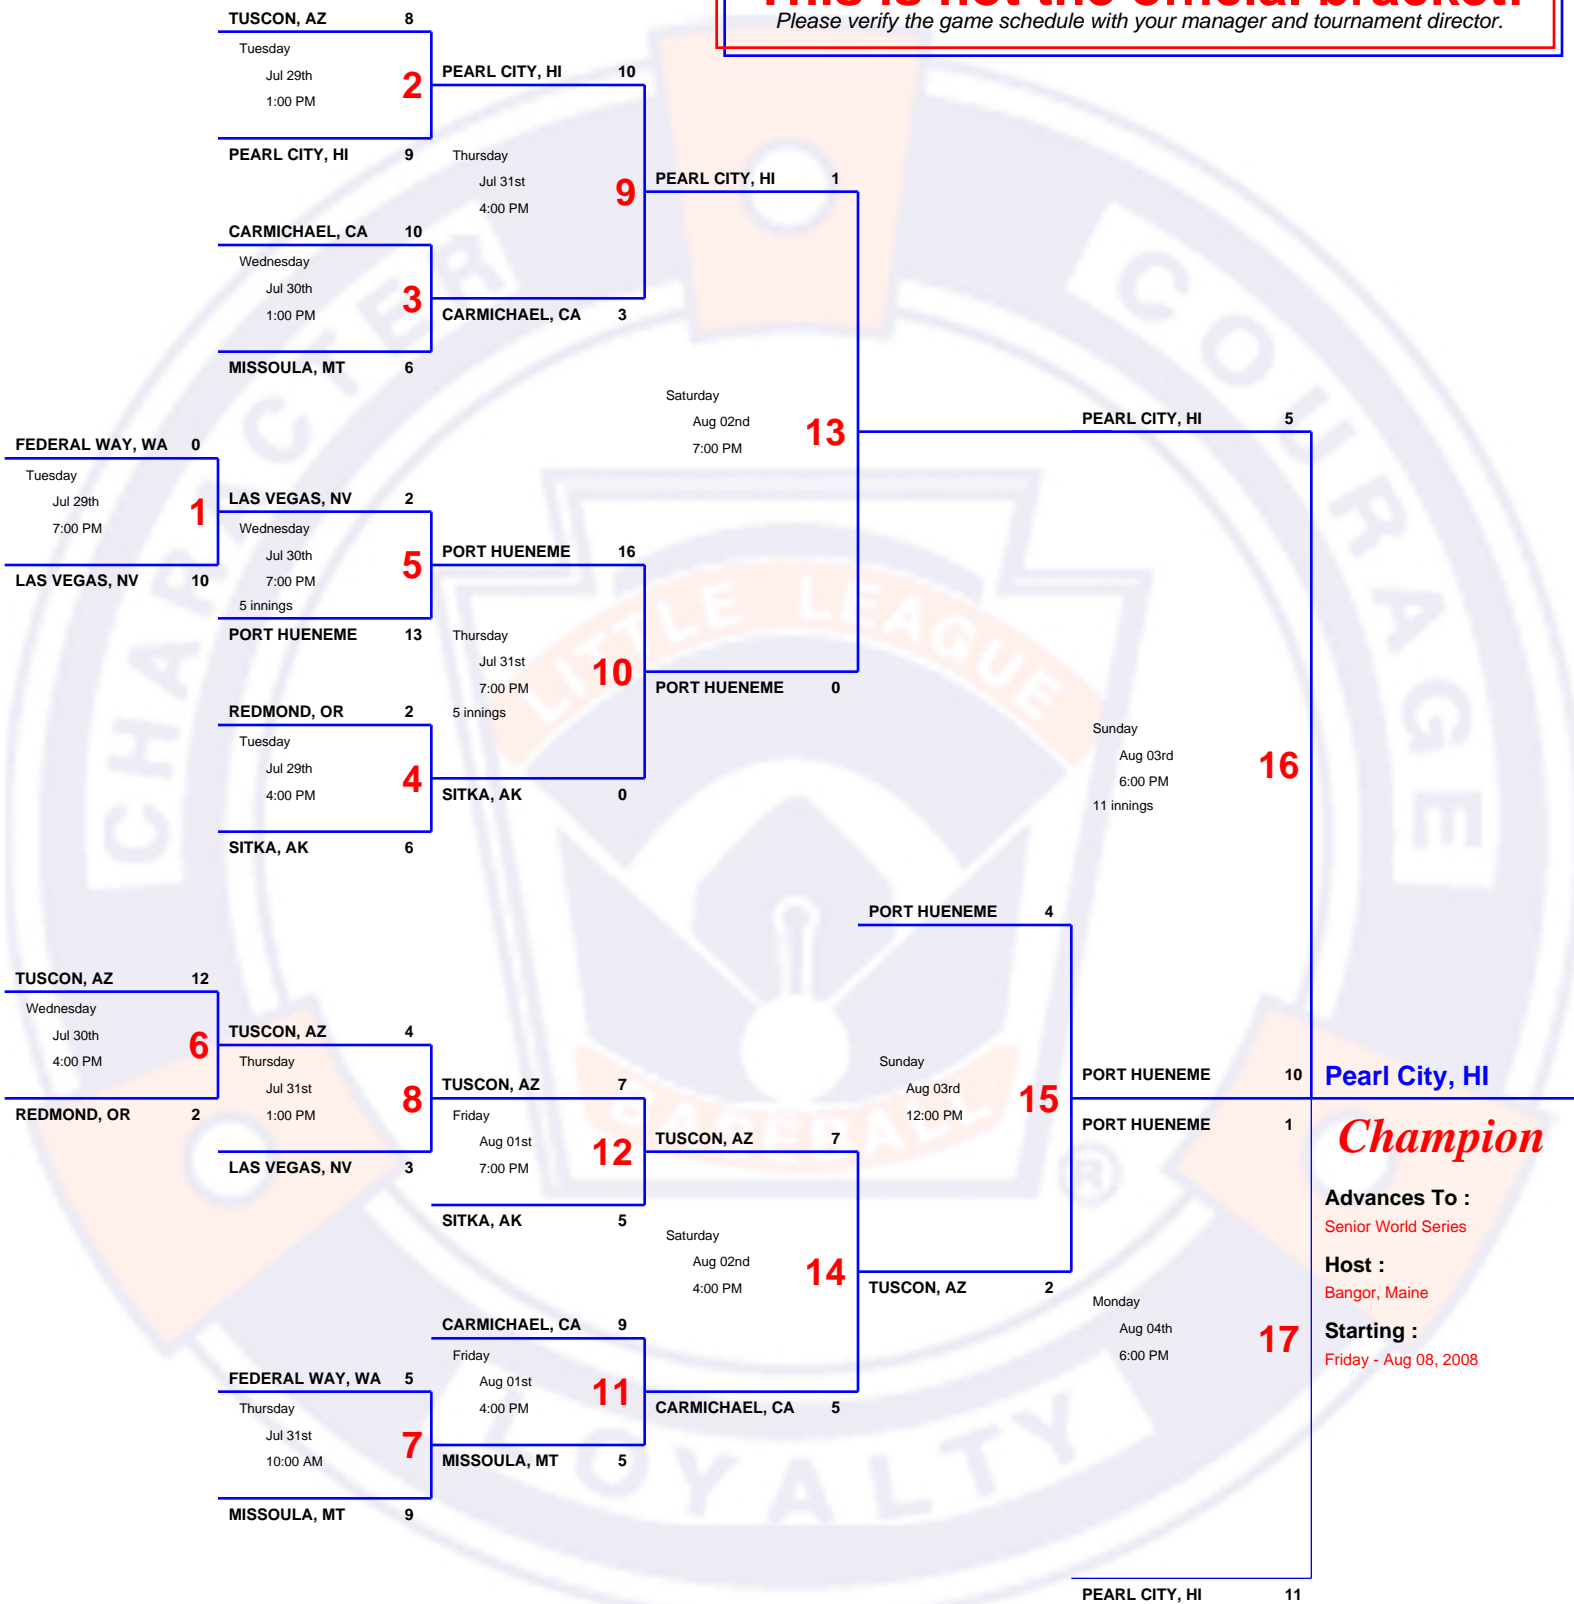 This is not the official bracket.
Please verify the game schedule with your manager and tournament director.
TUSCON, AZ 8
Tuesday
Jul 29th
1:00 PM
2
PEARL CITY, HI 9
PEARL CITY, HI 10
Thursday
Jul 31st
4:00 PM
9
CARMICHAEL, CA 10
Wednesday
Jul 30th
1:00 PM
3
MISSOULA, MT 6
CARMICHAEL, CA 3
PEARL CITY, HI 1
Saturday
Aug 02nd
7:00 PM
13
FEDERAL WAY, WA 0
Tuesday
Jul 29th
7:00 PM
1
LAS VEGAS, NV 10
LAS VEGAS, NV 2
Wednesday
Jul 30th
7:00 PM
5 innings
5
PORT HUENEME 13
PORT HUENEME 16
Thursday
Jul 31st
7:00 PM
5 innings
10
REDMOND, OR 2
Tuesday
Jul 29th
4:00 PM
4
SITKA, AK 6
SITKA, AK 0
PORT HUENEME 0
PEARL CITY, HI 5
Sunday
Aug 03rd
6:00 PM
11 innings
16
TUSCON, AZ 12
Wednesday
Jul 30th
4:00 PM
6
REDMOND, OR 2
TUSCON, AZ 4
Thursday
Jul 31st
1:00 PM
8
LAS VEGAS, NV 3
TUSCON, AZ 7
Friday
Aug 01st
7:00 PM
12
SITKA, AK 5
TUSCON, AZ 7
Saturday
Aug 02nd
4:00 PM
14
CARMICHAEL, CA 9
Friday
Aug 01st
4:00 PM
11
FEDERAL WAY, WA 5
Thursday
Jul 31st
10:00 AM
7
MISSOULA, MT 9
MISSOULA, MT 5
CARMICHAEL, CA 5
PORT HUENEME 4
Sunday
Aug 03rd
12:00 PM
15
TUSCON, AZ 2
PORT HUENEME 10
PORT HUENEME 1
Monday
Aug 04th
6:00 PM
17
PEARL CITY, HI 11
Pearl City, HI
Champion
Advances To :
Senior World Series
Host :
Bangor, Maine
Starting :
Friday - Aug 08, 2008
CHARACTER
COURAGE
LOYALTY
LITTLE LEAGUE
BASEBALL
®